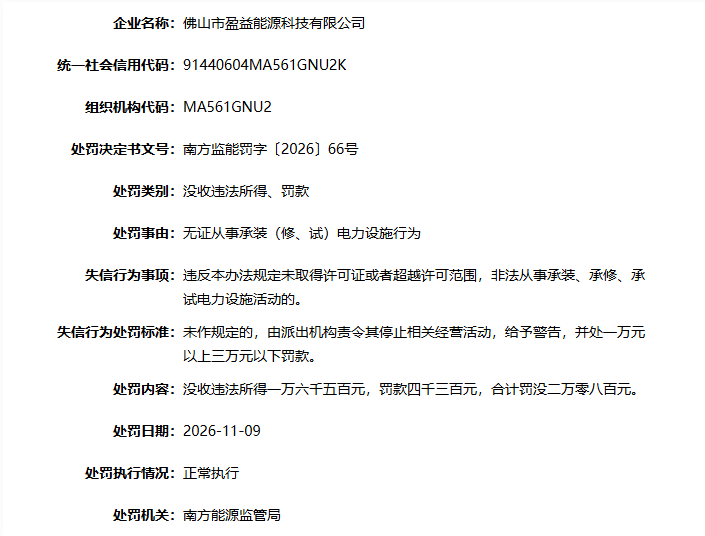 企业名称：佛山市盈益能源科技有限公司
统一社会信用代码：91440604MA561GNU2K
组织机构代码：MA561GNU2
处罚决定书文号：南方监能罚字〔2026〕66号
处罚类别：没收违法所得、罚款
处罚事由：无证从事承装（修、试）电力设施行为
失信行为事项：违反本办法规定未取得许可证或者超越许可范围，非法从事承装、承修、承
试电力设施活动的。
失信行为处罚标准：未作规定的，由派出机构责令其停止相关经营活动，给予警告，并处一万元
以上三万元以下罚款。
处罚内容：没收违法所得一万六千五百元，罚款四千三百元，合计罚没二万零八百元。
处罚日期：2026-11-09
处罚执行情况：正常执行
处罚机关：南方能源监管局